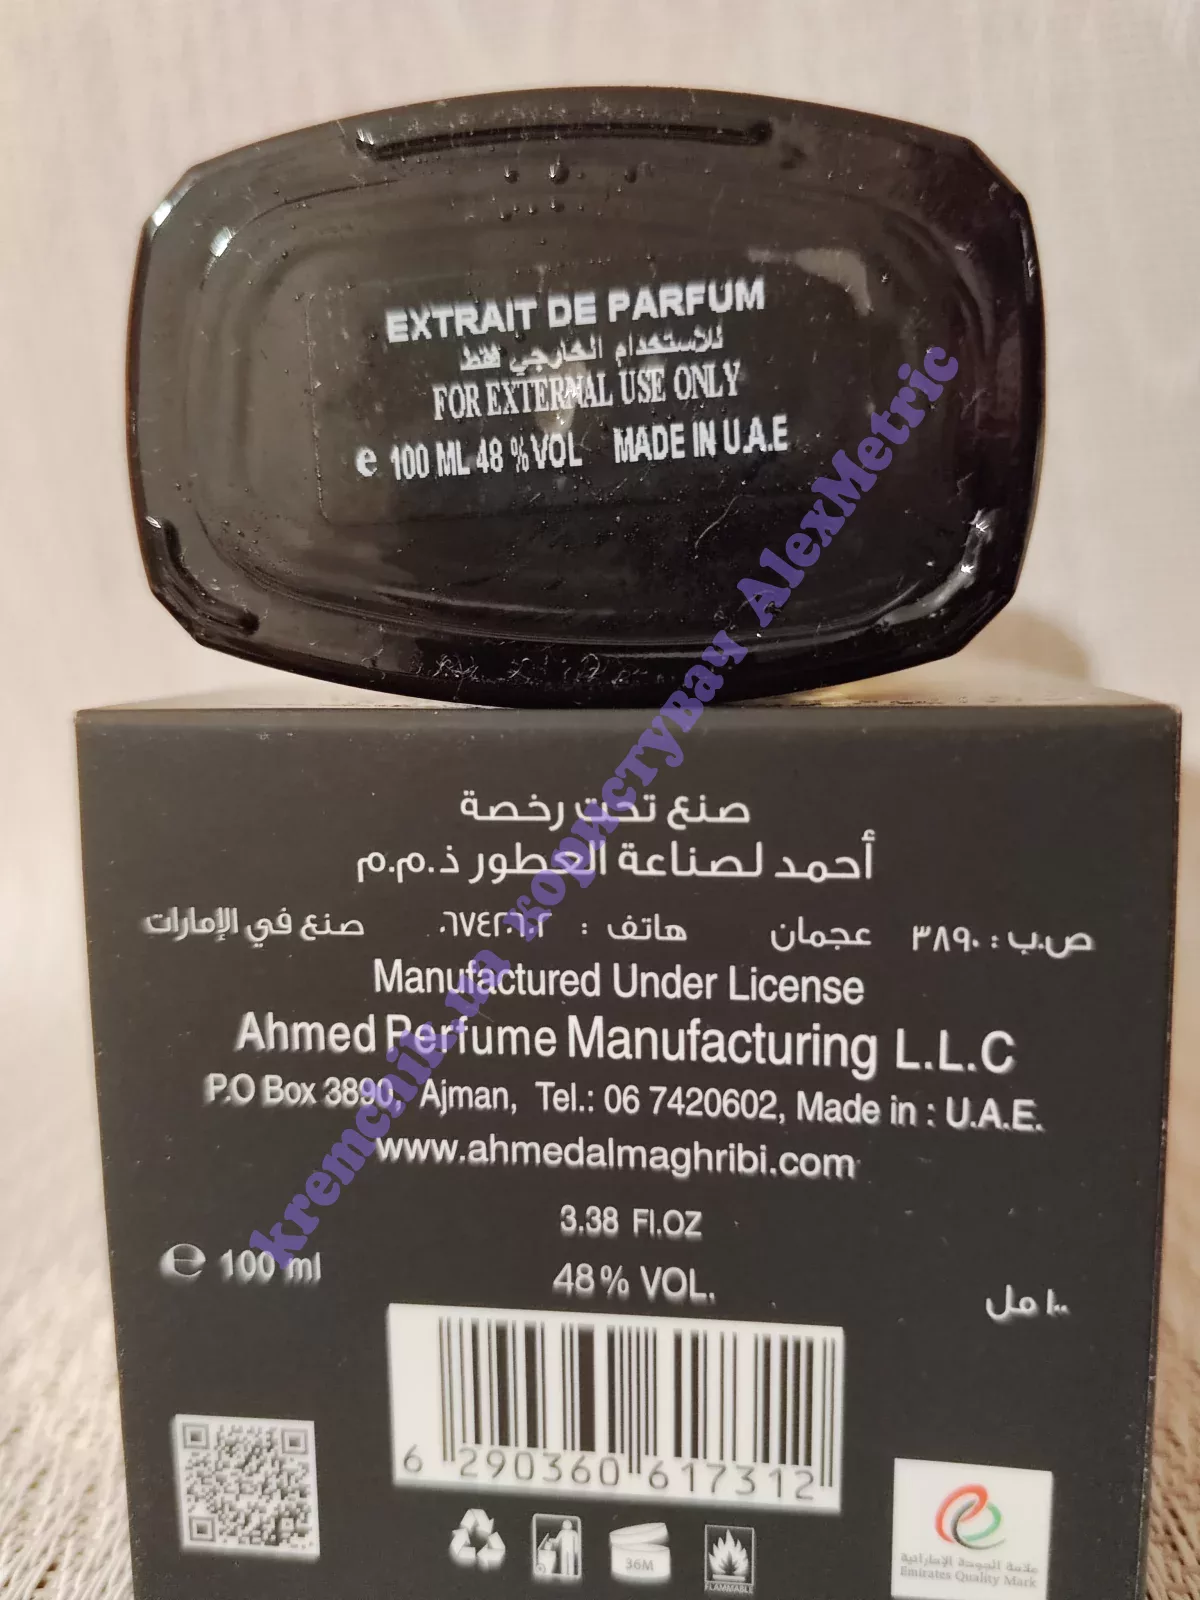 EXTRAIT DE PARFUM
للاستخدام الخارجي فقط
FOR EXTERNAL USE ONLY
e 100 ML 48 % VOL MADE IN U.A.E
صنع تحت رخصة
أحمد لصناعة العطور ذ.م.م
ص.ب : ٣٨٩٠ عجمان هاتف : ٠٦٧٤٢٠٦٠٢ صنع في الإمارات
Manufactured Under License
Ahmed Perfume Manufacturing L.L.C
P.O Box 3890, Ajman, Tel.: 06 7420602, Made in : U.A.E.
www.ahmedalmaghribi.com
3.38 Fl.OZ
e 100 ml
48% VOL.
١٠٠ مل
6 290360 617312
36M
FLAMMABLE
علامة الجودة الإماراتية
Emirates Quality Mark
kremchik.ua користувач AlexMetric